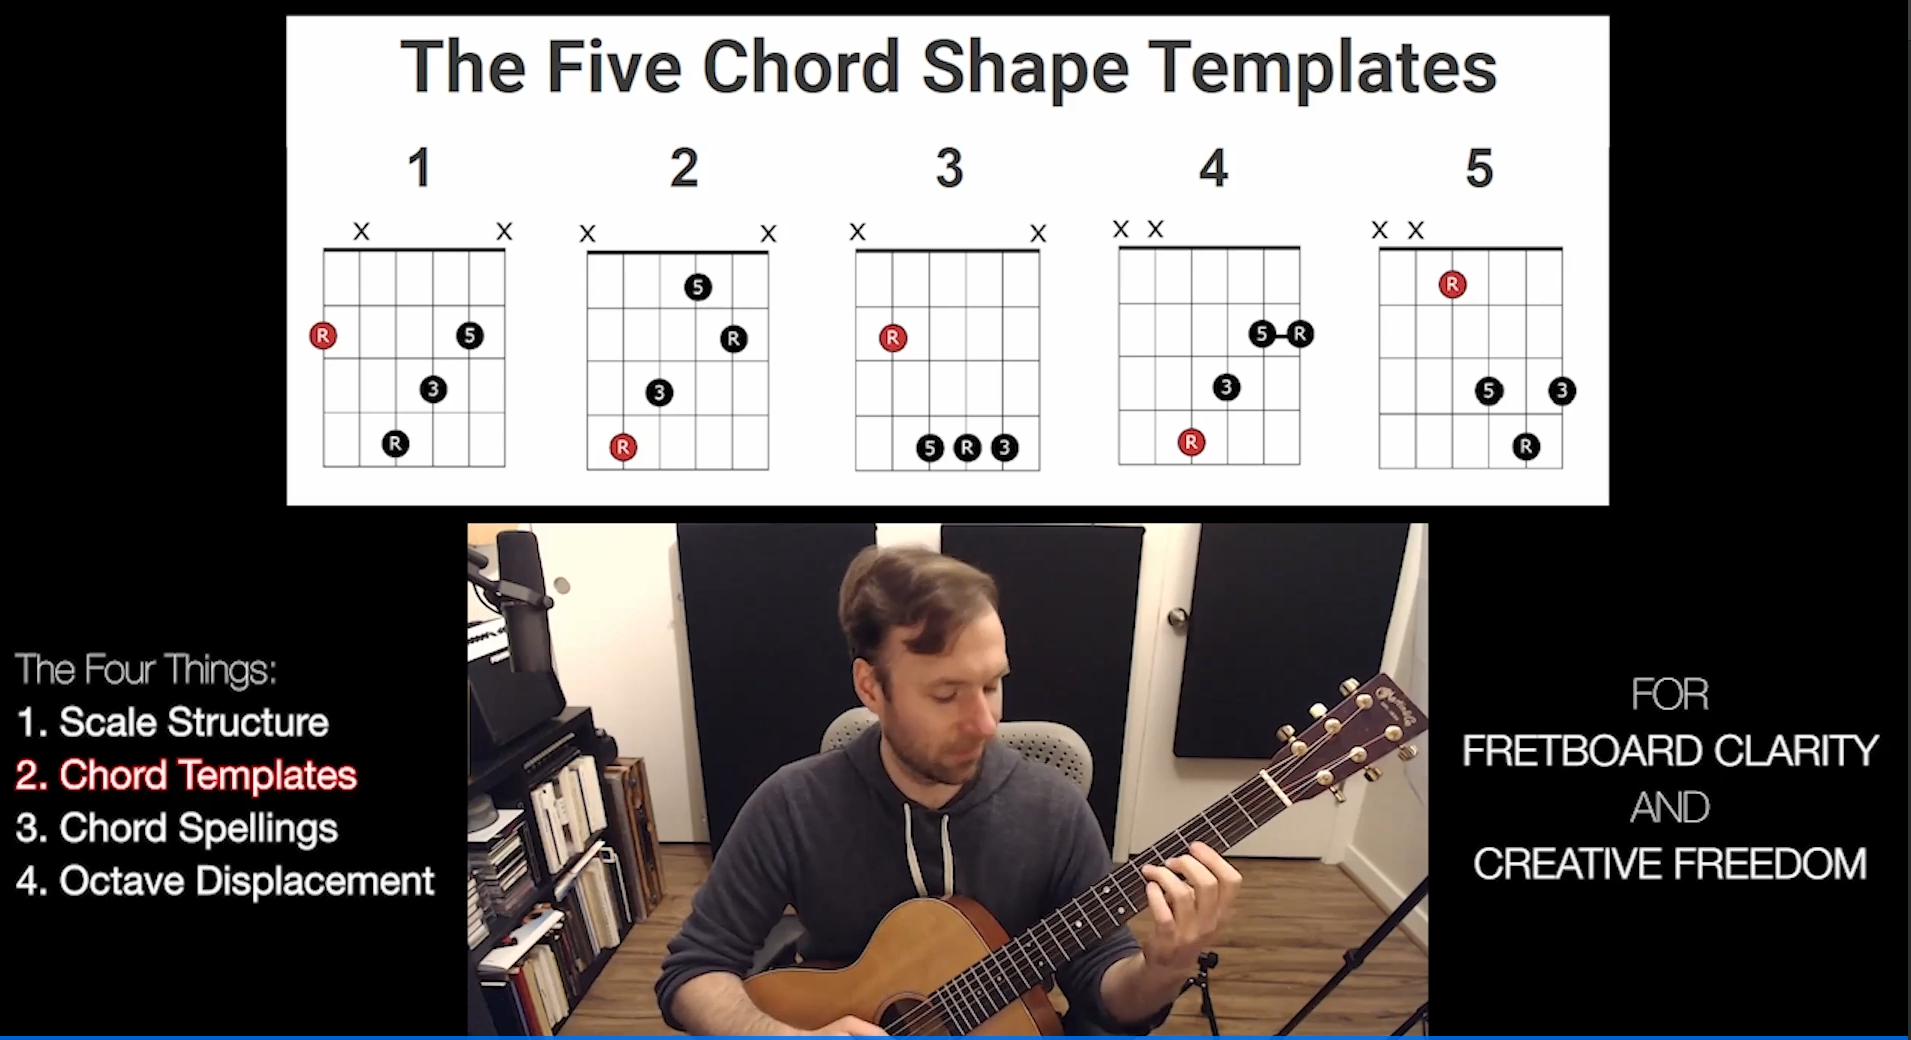 The Five Chord Shape Templates
1 2 3 4 5
X X X X X X X X X X
R 5 3 R
5 R 3 R
R 5 R 3
5 R 3 R
R 5 3 R
The Four Things:
1. Scale Structure
2. Chord Templates
3. Chord Spellings
4. Octave Displacement
FOR
FRETBOARD CLARITY
AND
CREATIVE FREEDOM